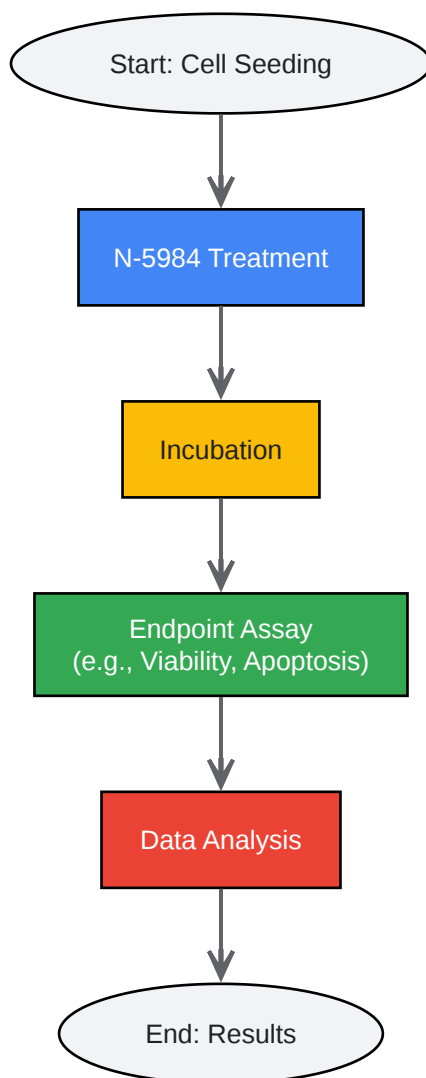 Start: Cell Seeding
N-5984 Treatment
Incubation
Endpoint Assay
(e.g., Viability, Apoptosis)
Data Analysis
End: Results